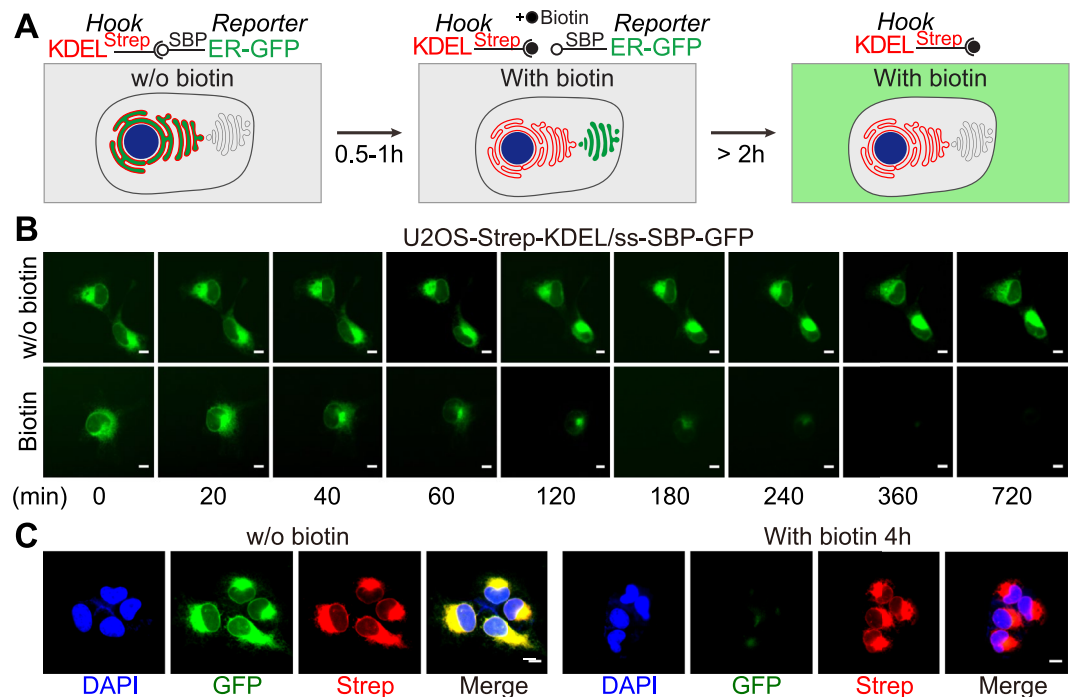 A
Hook Reporter
KDEL Strep SBP ER-GFP
w/o biotin
0.5-1h
+ Biotin
Hook Reporter
KDEL Strep SBP ER-GFP
With biotin
> 2h
Hook
KDEL Strep
With biotin
B
U2OS-Strep-KDEL/ss-SBP-GFP
w/o biotin
Biotin
(min) 0 20 40 60 120 180 240 360 720
C
w/o biotin With biotin 4h
DAPI GFP Strep Merge DAPI GFP Strep Merge